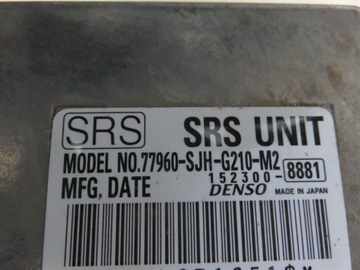 SRS SRS UNIT
MODEL NO.77960-SJH-G210-M2
MFG. DATE 152300-8881
DENSO MADE IN JAPAN